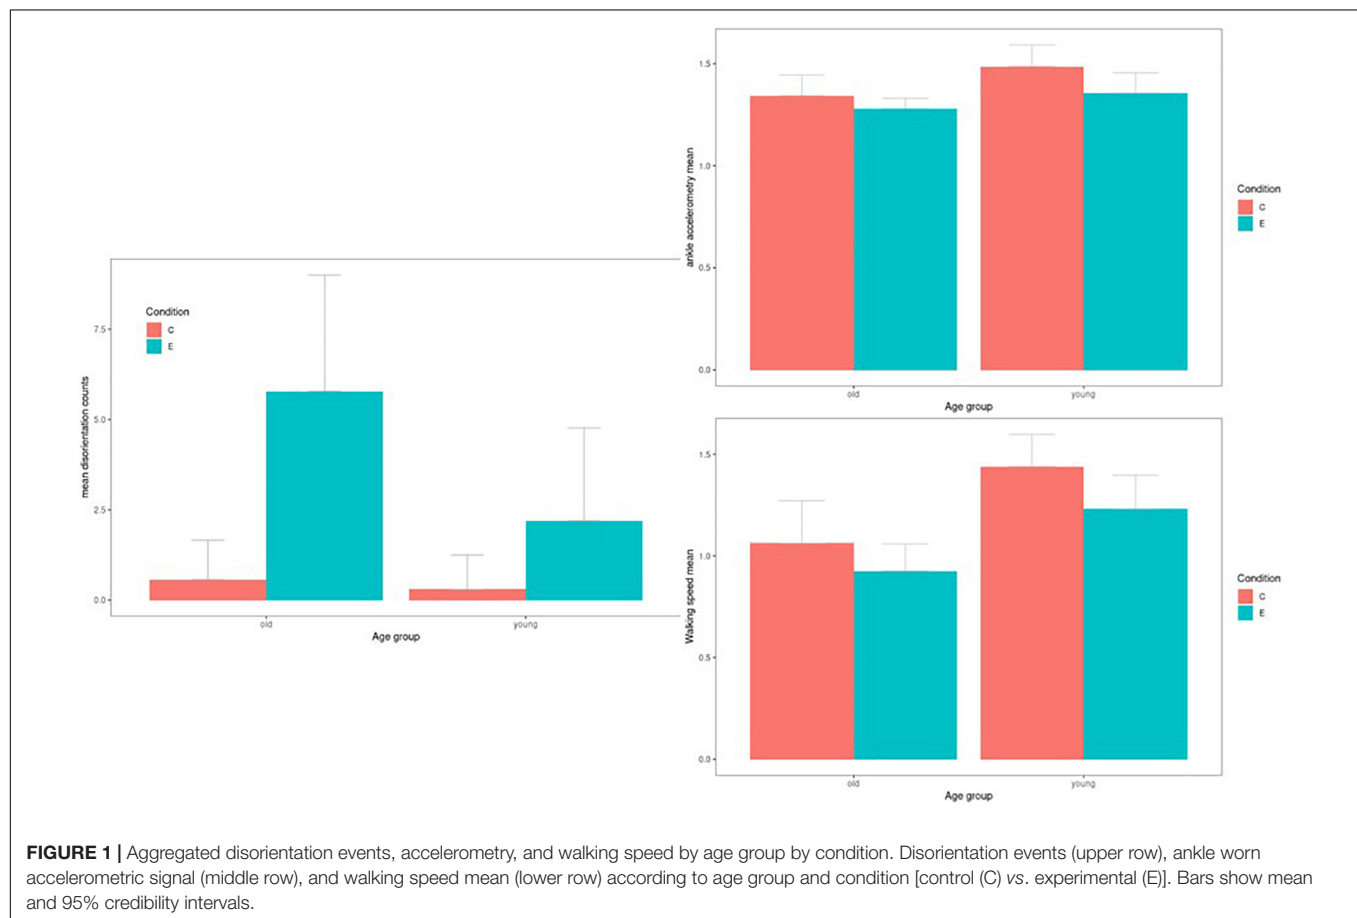 Condition
C
E
7.5
5.0
2.5
0.0
mean disorientation counts
old
young
Age group
1.5
1.0
0.5
0.0
ankle accelerometry mean
old
young
Age group
Condition
C
E
1.5
1.0
0.5
0.0
Walking speed mean
old
young
Age group
Condition
C
E
FIGURE 1 | Aggregated disorientation events, accelerometry, and walking speed by age group by condition. Disorientation events (upper row), ankle worn
accelerometric signal (middle row), and walking speed mean (lower row) according to age group and condition [control (C) vs. experimental (E)]. Bars show mean
and 95% credibility intervals.